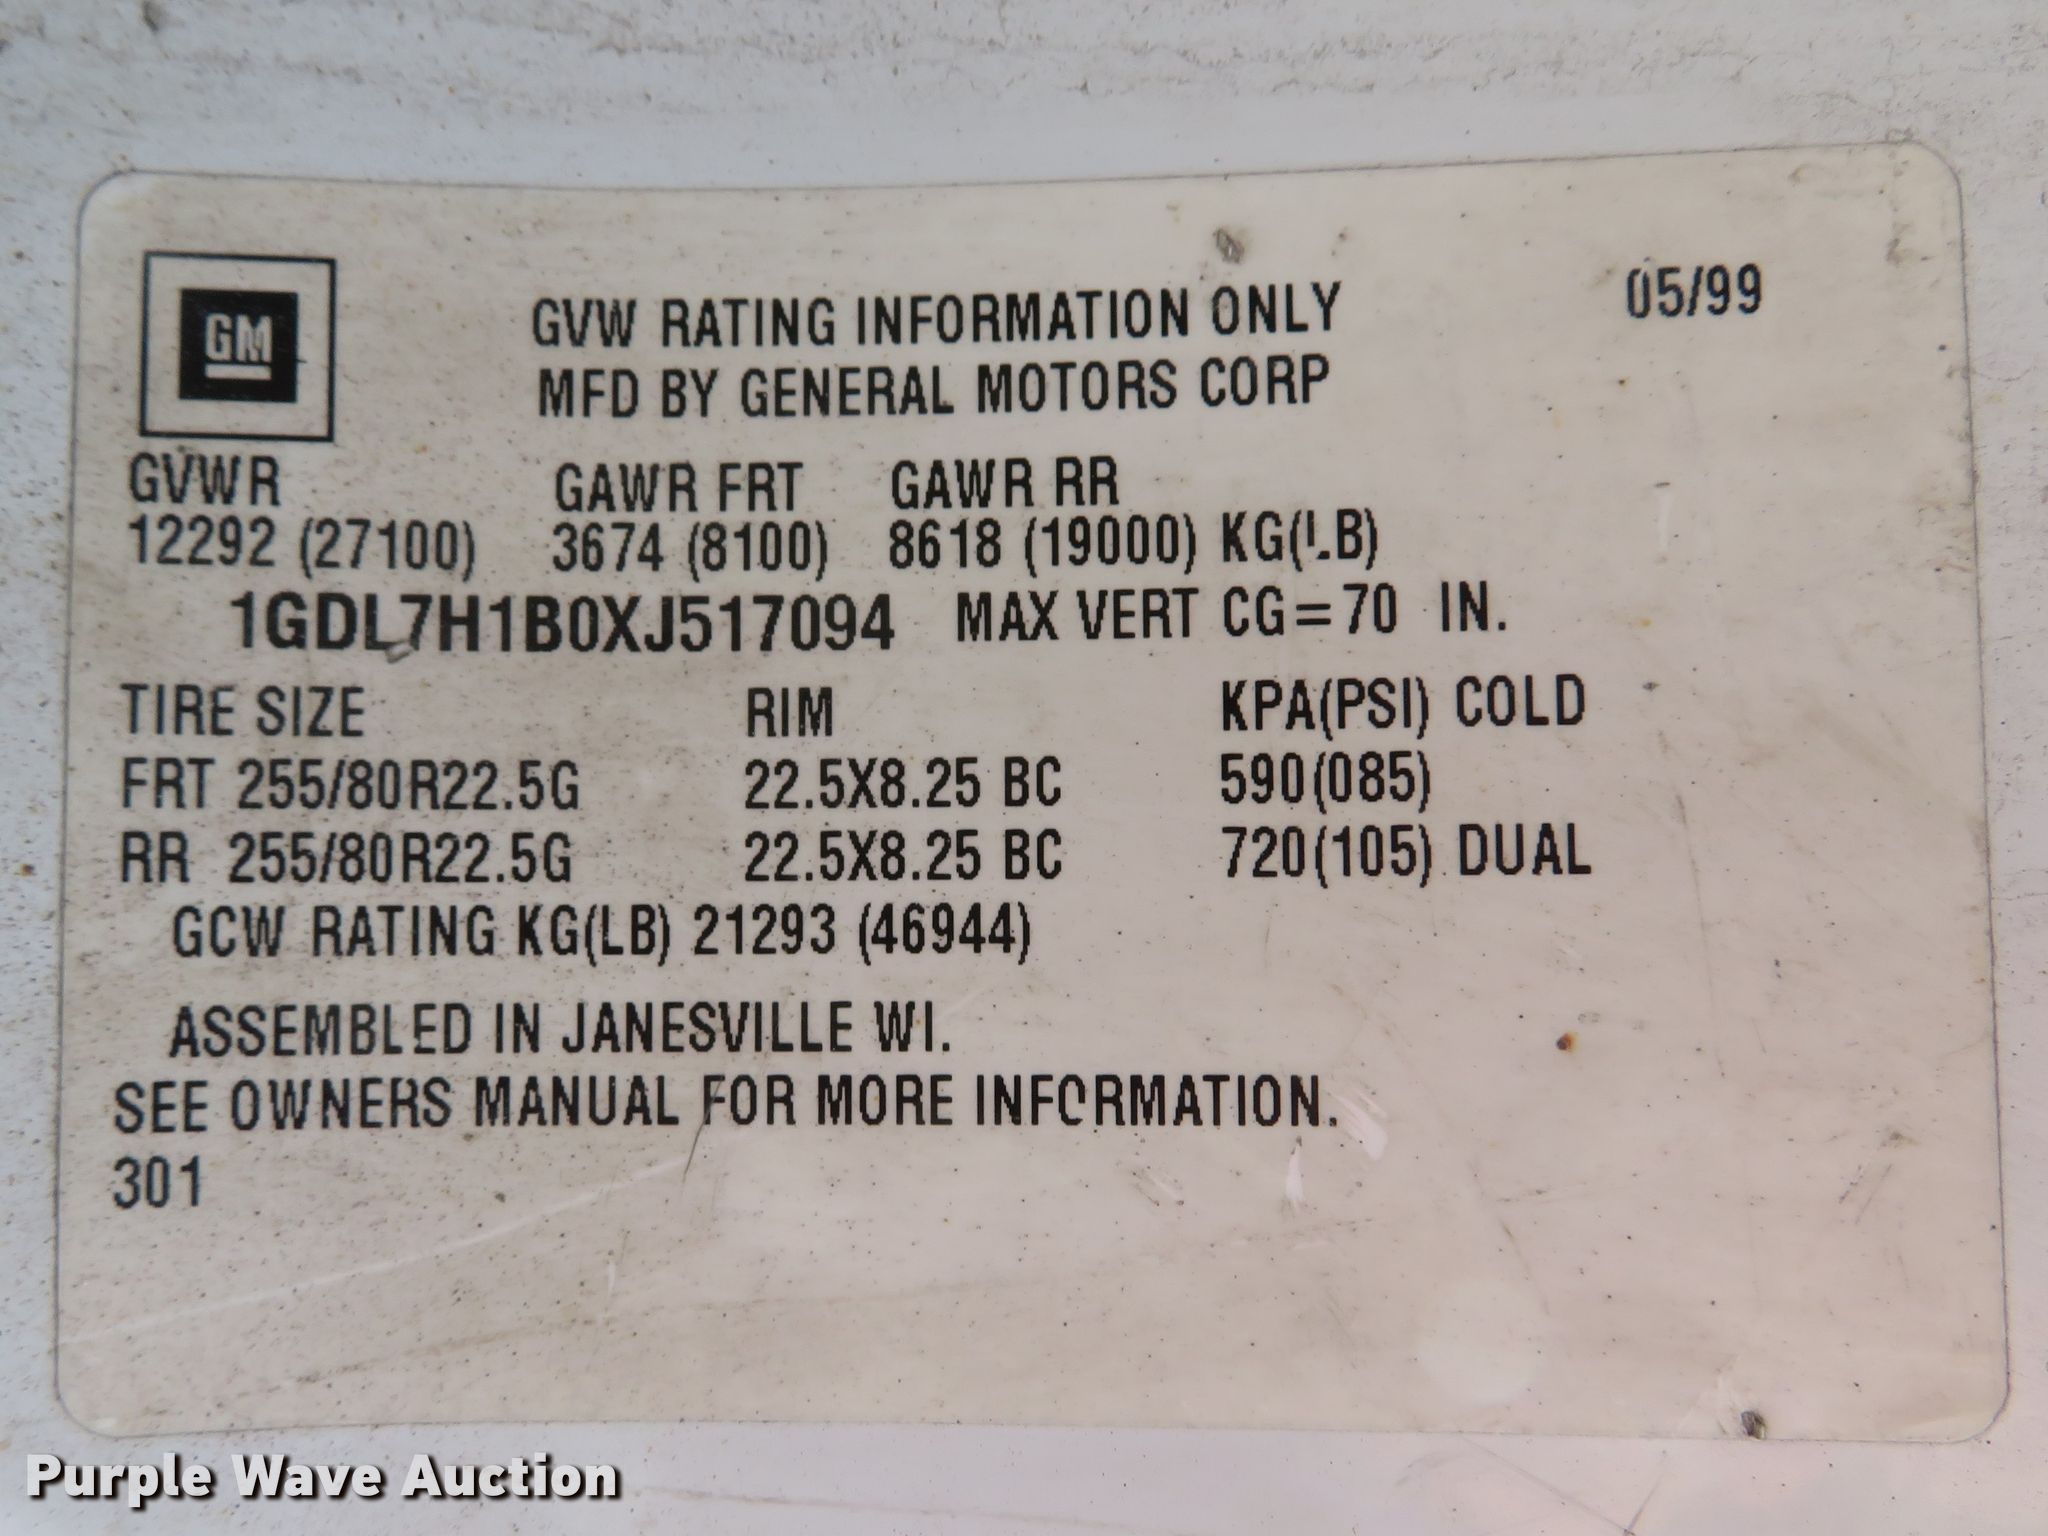 GM
05/99
GVW RATING INFORMATION ONLY
MFD BY GENERAL MOTORS CORP
GVWR GAWR FRT GAWR RR
12292 (27100) 3674 (8100) 8618 (19000) KG(LB)
1GDL7H1B0XJ517094 MAX VERT CG=70 IN.
TIRE SIZE RIM KPA(PSI) COLD
FRT 255/80R22.5G 22.5X8.25 BC 590(085)
RR 255/80R22.5G 22.5X8.25 BC 720(105) DUAL
GCW RATING KG(LB) 21293 (46944)
ASSEMBLED IN JANESVILLE WI.
SEE OWNERS MANUAL FOR MORE INFORMATION.
301
Purple Wave Auction